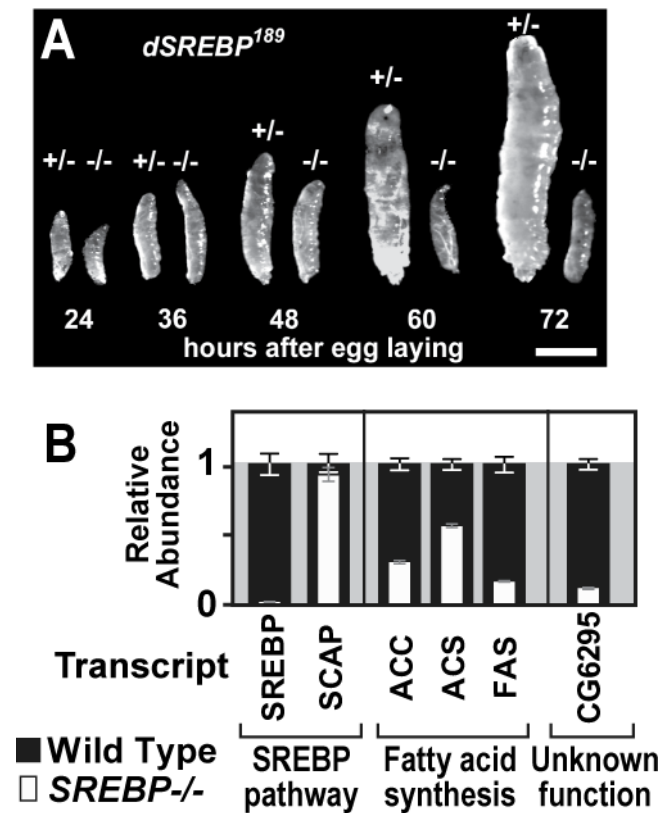 A
dSREBP189
+/- -/- +/- -/- +/- -/- +/- -/- +/- -/-
24 36 48 60 72
hours after egg laying
B
Relative
Abundance
1
0
Transcript
SREBP
SCAP
ACC
ACS
FAS
CG6295
Wild Type
SREBP-/-
SREBP
pathway
Fatty acid
synthesis
Unknown
function